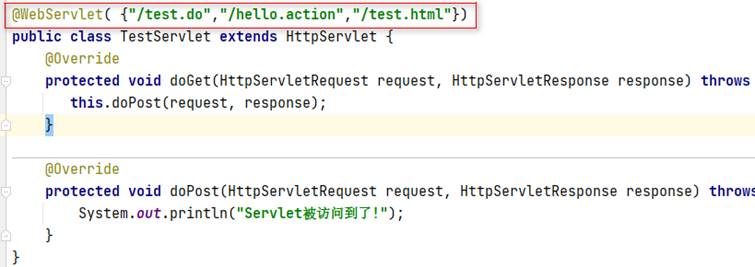 @WebServlet( {"/test.do","/hello.action","/test.html"})
public class TestServlet extends HttpServlet {
@Override
protected void doGet(HttpServletRequest request, HttpServletResponse response) throws
this.doPost(request, response);
}
@Override
protected void doPost(HttpServletRequest request, HttpServletResponse response) throws
System.out.println("Servlet被访问到了!");
}
}